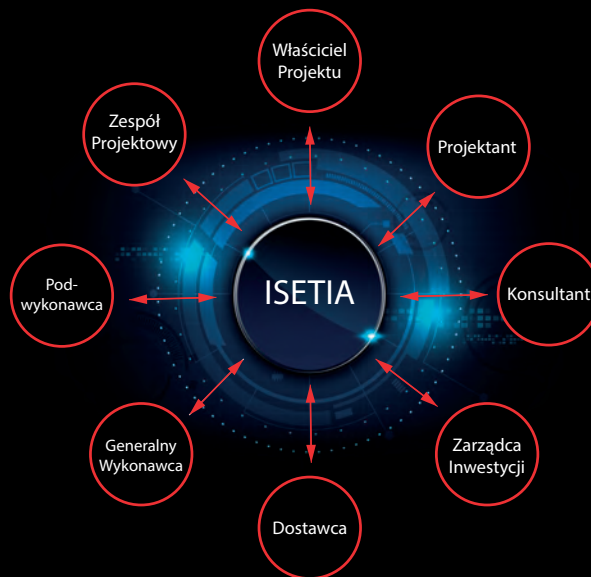 Właściciel
Projektu
Zespół
Projektowy
Projektant
Pod-
wykonawca
ISETIA
Konsultant
Generalny
Wykonawca
Zarządca
Inwestycji
Dostawca